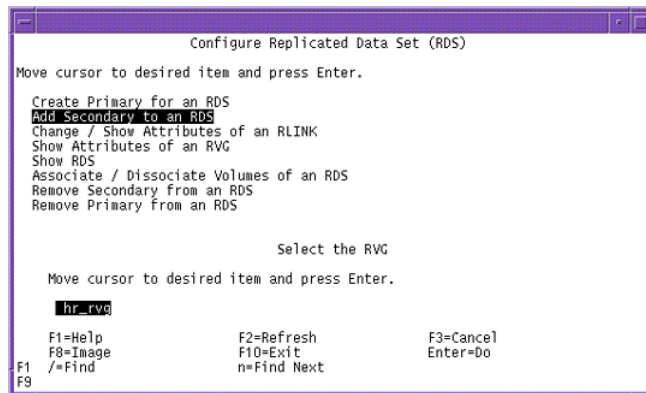 Configure Replicated Data Set (RDS)
Move cursor to desired item and press Enter.
Create Primary for an RDS
Add Secondary to an RDS
Change / Show Attributes of an RLINK
Show Attributes of an RVG
Show RDS
Associate / Dissociate Volumes of an RDS
Remove Secondary from an RDS
Remove Primary from an RDS
Select the RVG
Move cursor to desired item and press Enter.
hr_rvg
F1=Help F2=Refresh F3=Cancel
F8=Image F10=Exit Enter=Do
F1 /=Find n=Find Next
F9